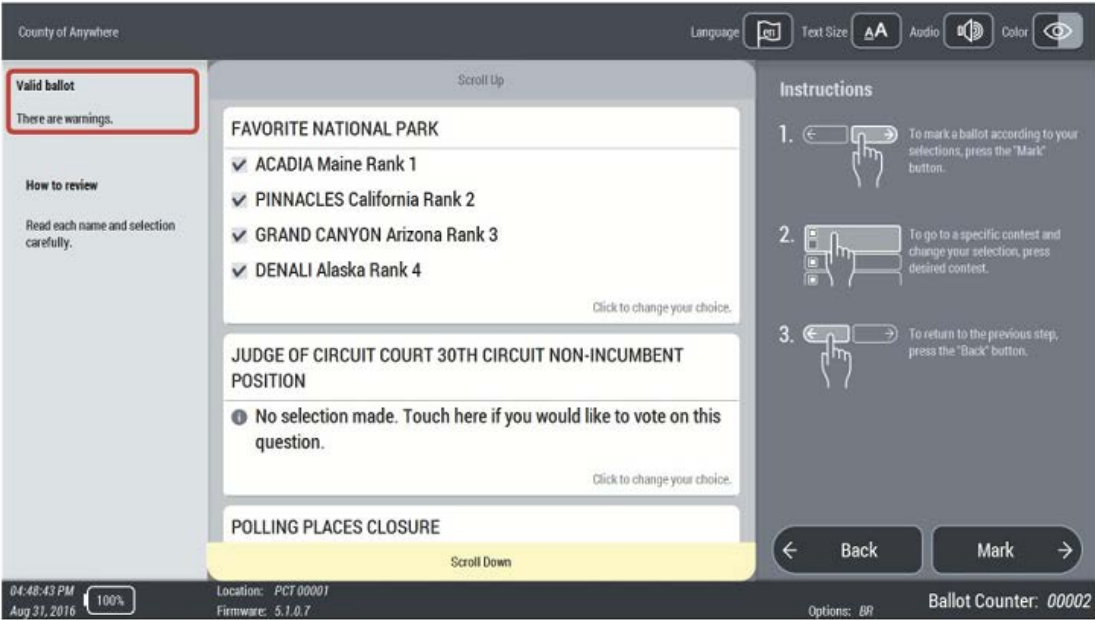 County of Anywhere
Language
en
Text Size
AA
Audio
Color
Valid ballot
There are warnings.
How to review
Read each name and selection
carefully.
Scroll Up
FAVORITE NATIONAL PARK
ACADIA Maine Rank 1
PINNACLES California Rank 2
GRAND CANYON Arizona Rank 3
DENALI Alaska Rank 4
Click to change your choice.
JUDGE OF CIRCUIT COURT 30TH CIRCUIT NON-INCUMBENT
POSITION
No selection made. Touch here if you would like to vote on this
question.
Click to change your choice.
POLLING PLACES CLOSURE
Scroll Down
Instructions
1.
To mark a ballot according to your
selections, press the "Mark"
button.
2.
To go to a specific contest and
change your selection, press
desired contest.
3.
To return to the previous step,
press the "Back" button.
Back
Mark
04:48:43 PM
Aug 31, 2016
100%
Location: PCT 00001
Firmware: 5.1.0.7
Options: BR
Ballot Counter: 00002